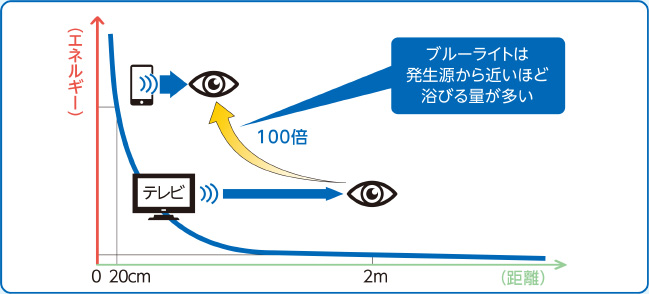 (エネルギー)
ブルーライトは
発生源から近いほど
浴びる量が多い
100倍
テレビ
0 20cm 2m (距離)